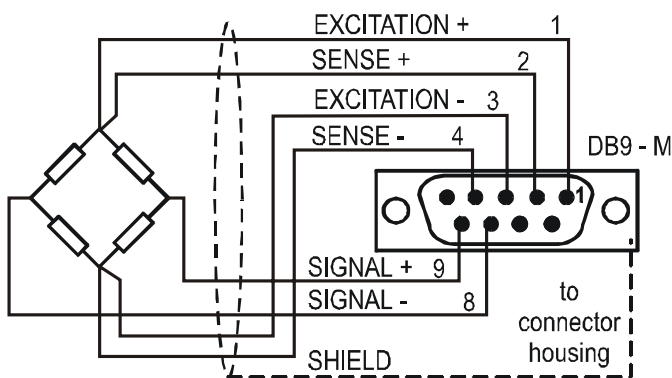 EXCITATION + 1
SENSE + 2
EXCITATION - 3
SENSE - 4
DB9 - M
1
SIGNAL + 9
SIGNAL - 8
SHIELD
to
connector
housing